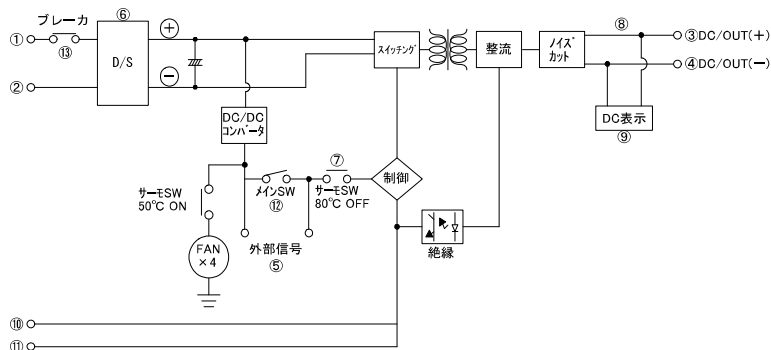 ブレーカ
⑥
⑧
①
⑬
D/S
+
−
スイッチング
整流
ノイズ
カット
③DC/OUT(+)
②
④DC/OUT(−)
DC/DC
コンバータ
DC表示
⑨
⑦
制御
サーモSW
50℃ ON
メインSW
⑫
サーモSW
80℃ OFF
FAN
×4
外部信号
⑤
絶縁
⑩
⑪